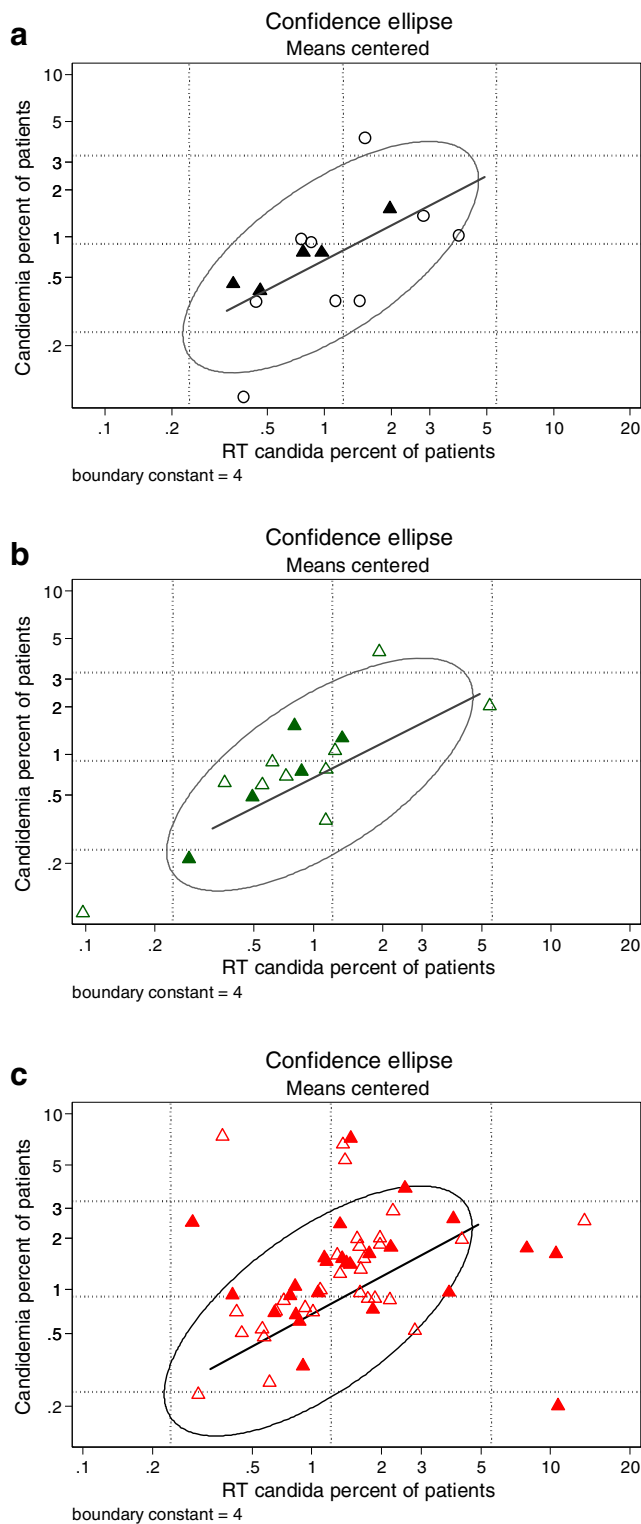 a
Confidence ellipse
Means centered
Candidemia percent of patients
10
5
3
2
1
.5
.2
.1 .2 .5 1 2 3 5 10 20
RT candida percent of patients
boundary constant = 4
b
Confidence ellipse
Means centered
Candidemia percent of patients
10
5
3
2
1
.5
.2
.1 .2 .5 1 2 3 5 10 20
RT candida percent of patients
boundary constant = 4
c
Confidence ellipse
Means centered
Candidemia percent of patients
10
5
3
2
1
.5
.2
.1 .2 .5 1 2 3 5 10 20
RT candida percent of patients
boundary constant = 4